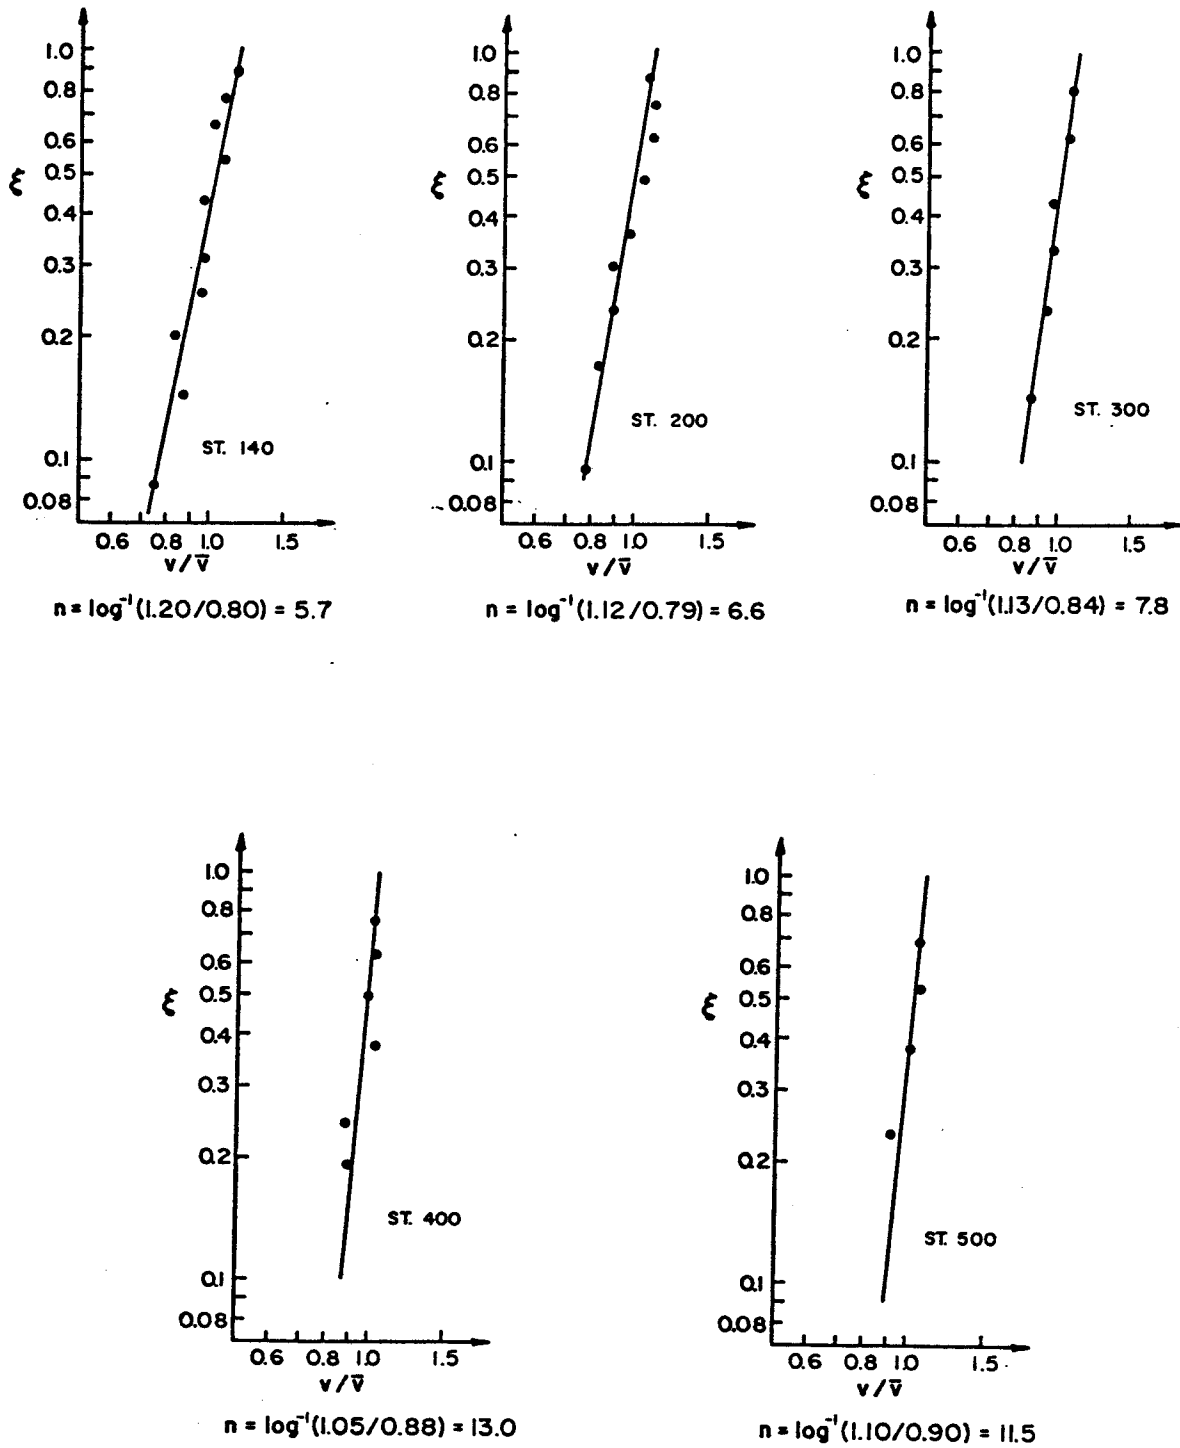 1.0
0.8
0.6
0.5
0.4
0.3
0.2
0.1
0.08
ξ
ST. 140
0.6 0.8 1.0 1.5
v/v̄
n = log⁻¹(1.20/0.80) = 5.7
1.0
0.8
0.6
0.5
0.4
0.3
0.2
0.1
0.08
ξ
ST. 200
0.6 0.8 1.0 1.5
v/v̄
n = log⁻¹(1.12/0.79) = 6.6
1.0
0.8
0.6
0.5
0.4
0.3
0.2
0.1
0.08
ξ
ST. 300
0.6 0.8 1.0 1.5
v/v̄
n = log⁻¹(1.13/0.84) = 7.8
1.0
0.8
0.6
0.5
0.4
0.3
0.2
0.1
0.08
ξ
ST. 400
0.6 0.8 1.0 1.5
v/v̄
n = log⁻¹(1.05/0.88) = 13.0
1.0
0.8
0.6
0.5
0.4
0.3
0.2
0.1
0.08
ξ
ST. 500
0.6 0.8 1.0 1.5
v/v̄
n = log⁻¹(1.10/0.90) = 11.5